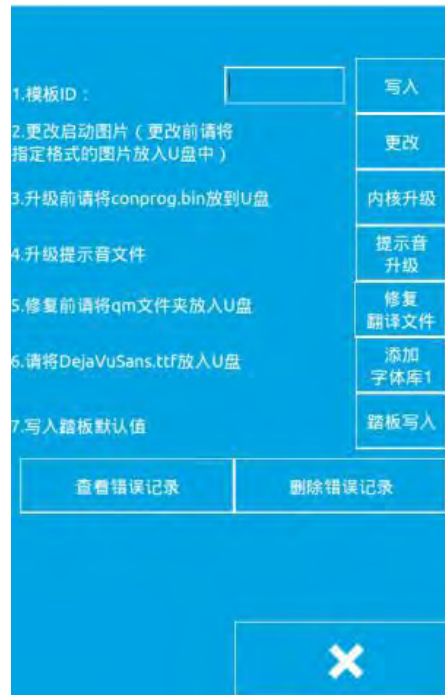 1.模板ID：
写入
2.更改启动图片（更改前请将
指定格式的图片放入U盘中）
更改
3.升级前请将conprog.bin放到U盘
内核升级
4.升级提示音文件
提示音
升级
5.修复前请将qm文件夹放入U盘
修复
翻译文件
6.请将DejaVuSans.ttf放入U盘
添加
字体库1
7.写入踏板默认值
踏板写入
查看错误记录
删除错误记录